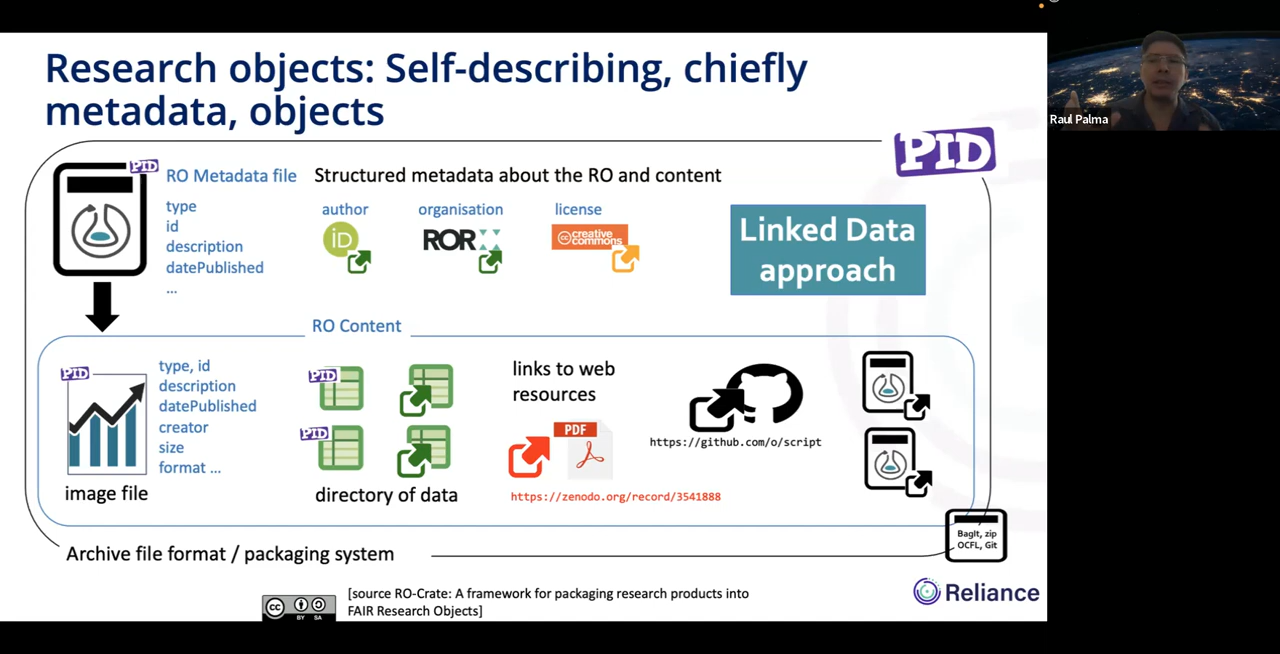 Research objects: Self-describing, chiefly
metadata, objects
PID
PID
RO Metadata file
Structured metadata about the RO and content
type
id
description
datePublished
...
author
organisation
license
iD
ROR
cc creative
commons
Linked Data
approach
RO Content
PID
type, id
description
datePublished
creator
size
format ...
image file
PID
PID
directory of data
links to web
resources
PDF
https://zenodo.org/record/3541888
https://github.com/o/script
Archive file format / packaging system
BagIt, zip
OCFL, Git
cc
BY SA
[source RO-Crate: A framework for packaging research products into
FAIR Research Objects]
Reliance
Raul Palma